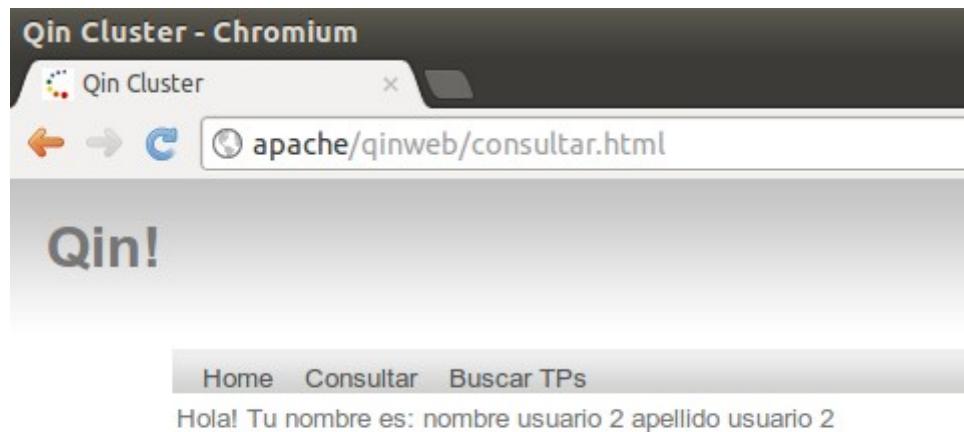 Qin Cluster - Chromium
Qin Cluster ×
apache/qinweb/consultar.html
Qin!
Home Consultar Buscar TPs
Hola! Tu nombre es: nombre usuario 2 apellido usuario 2